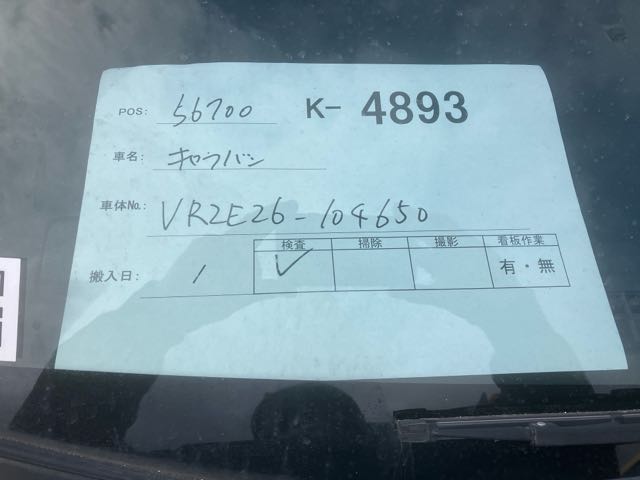 POS: 56700 K- 4893
車名: キャラバン
車体No.: VR2E26-104650
検査 掃除 撮影 看板作業
搬入日: 1 ✓ 有・無